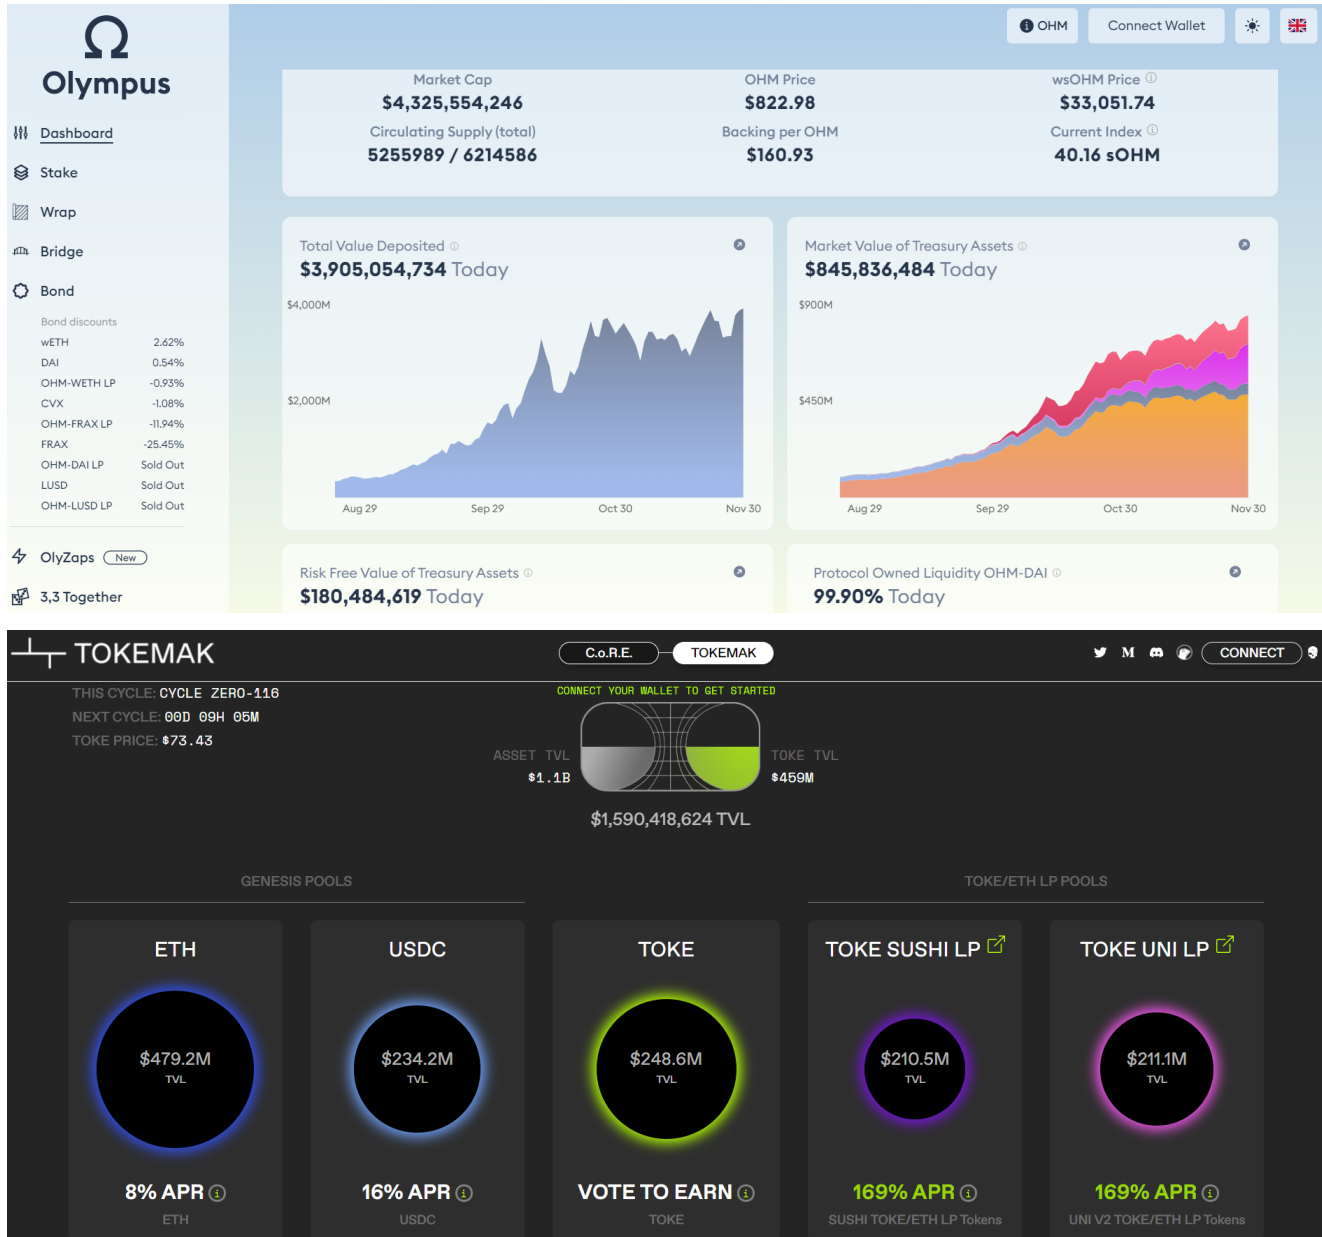 Olympus
Dashboard
Stake
Wrap
Bridge
Bond
Bond discounts
wETH 2.62%
DAI 0.54%
OHM-WETH LP -0.93%
CVX -1.08%
OHM-FRAX LP -11.94%
FRAX -25.45%
OHM-DAI LP Sold Out
LUSD Sold Out
OHM-LUSD LP Sold Out
OlyZaps New
3,3 Together
OHM Connect Wallet
Market Cap OHM Price wsOHM Price
$4,325,554,246 $822.98 $33,051.74
Circulating Supply (total) Backing per OHM Current Index
5255989 / 6214586 $160.93 40.16 sOHM
Total Value Deposited
$3,905,054,734 Today
$4,000M
$2,000M
Aug 29 Sep 29 Oct 30 Nov 30
Market Value of Treasury Assets
$845,836,484 Today
$900M
$450M
Aug 29 Sep 29 Oct 30 Nov 30
Risk Free Value of Treasury Assets
$180,484,619 Today
Protocol Owned Liquidity OHM-DAI
99.90% Today
TOKEMAK C.o.R.E. TOKEMAK CONNECT
THIS CYCLE: CYCLE ZERO-116
NEXT CYCLE: 00D 09H 05M
TOKE PRICE: $73.43
CONNECT YOUR WALLET TO GET STARTED
ASSET TVL TOKE TVL
$1.1B $459M
$1,590,418,624 TVL
GENESIS POOLS TOKE/ETH LP POOLS
ETH USDC TOKE TOKE SUSHI LP TOKE UNI LP
$479.2M $234.2M $248.6M $210.5M $211.1M
TVL TVL TVL TVL TVL
8% APR 16% APR VOTE TO EARN 169% APR 169% APR
ETH USDC TOKE SUSHI TOKE/ETH LP Tokens UNI V2 TOKE/ETH LP Tokens